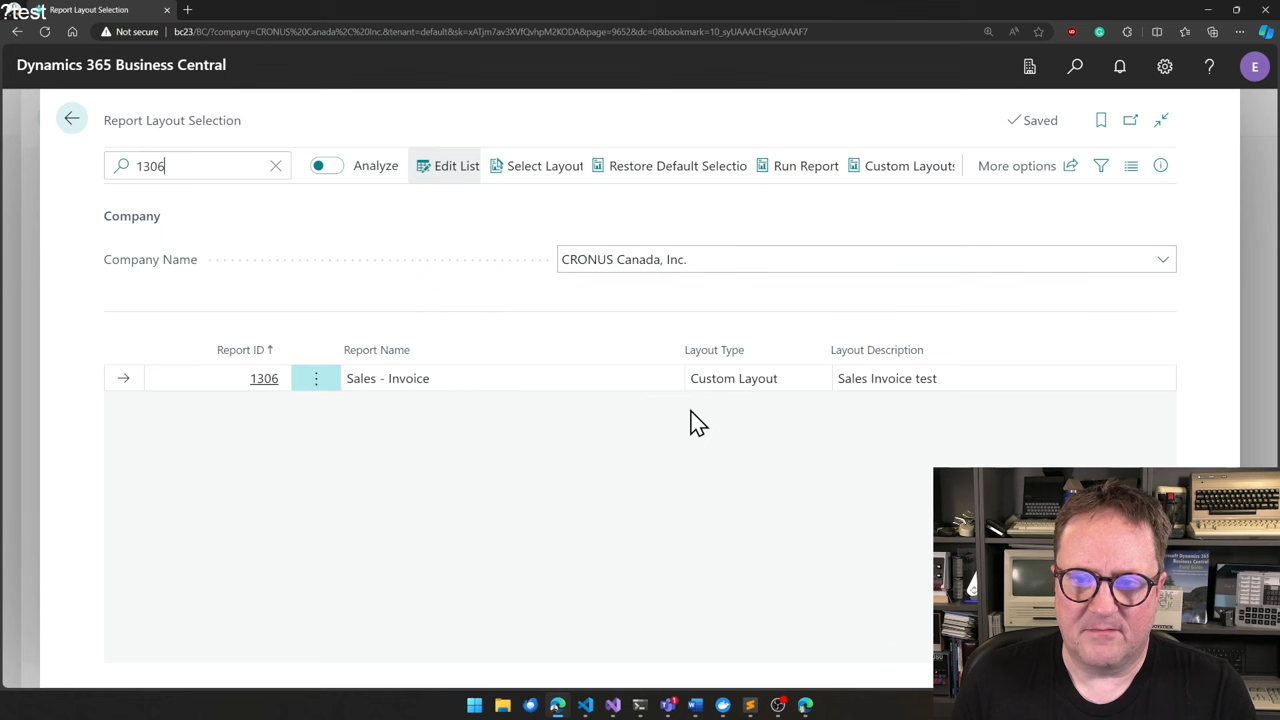 ?test
Report Layout Selection
Not secure
bc23/BC/?company=CRONUS%20Canada%2C%20Inc.&tenant=default&sk=xATjm7av3XVfQvhpM2KODA&page=9652&dc=0&bookmark=10_syUAAACHGgUAAAF7
Dynamics 365 Business Central
E
Report Layout Selection
Saved
1306
Analyze
Edit List
Select Layout
Restore Default Selectio
Run Report
Custom Layouts
More options
Company
Company Name
CRONUS Canada, Inc.
Report ID ↑
Report Name
Layout Type
Layout Description
1306
Sales - Invoice
Custom Layout
Sales Invoice test